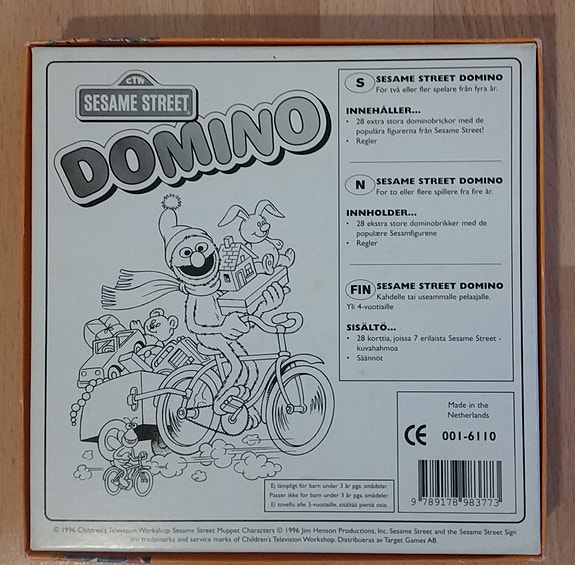 CTW
SESAME STREET
DOMINO
S SESAME STREET DOMINO
För två eller fler spelare från fyra år.
INNEHÅLLER...
• 28 extra stora dominobrickor med de
populära figurerna från Sesame Street!
• Regler
N SESAME STREET DOMINO
For to eller flere spillere fra fire år.
INNHOLDER...
• 28 ekstra store dominobrikker med de
populære Sesamfigurene
• Regler
FIN SESAME STREET DOMINO
Kahdelle tai useammalle pelaajalle.
Yli 4-vuotiaille
SISÄLTÖ...
• 28 korttia, joissa 7 erilaista Sesame Street -
kuvahahmoa
• Säännöt
Made in the
Netherlands
CE 001-6110
9 789178 983773
Ej lämpligt för barn under 3 år pga. smådelar.
Passer ikke for barn under 3 år pga. smådeler.
Ei sovellu alle 3-vuotiaille, sisältää pieniä osia.
© 1996 Children's Television Workshop. Sesame Street Muppet Characters © 1996 Jim Henson Productions, Inc. Sesame Street and the Sesame Street Sign
are trademarks and service marks of Children's Television Workshop. Distribueras av Target Games AB.